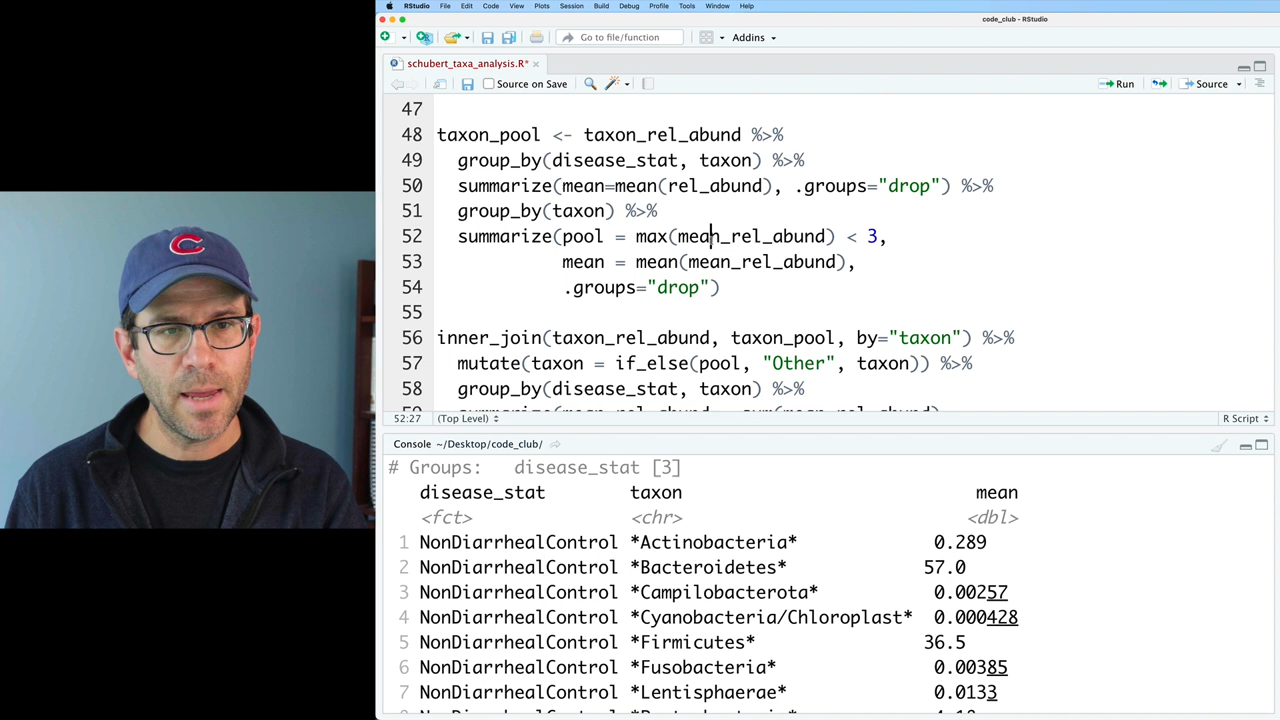 RStudio File Edit Code View Plots Session Build Debug Profile Tools Window Help
code_club - RStudio
Go to file/function Addins
schubert_taxa_analysis.R*
Source on Save Run Source
47
48 taxon_pool <- taxon_rel_abund %>%
49 group_by(disease_stat, taxon) %>%
50 summarize(mean=mean(rel_abund), .groups="drop") %>%
51 group_by(taxon) %>%
52 summarize(pool = max(mean_rel_abund) < 3,
53 mean = mean(mean_rel_abund),
54 .groups="drop")
55
56 inner_join(taxon_rel_abund, taxon_pool, by="taxon") %>%
57 mutate(taxon = if_else(pool, "Other", taxon)) %>%
58 group_by(disease_stat, taxon) %>%
52:27 (Top Level) R Script
Console ~/Desktop/code_club/
# Groups: disease_stat [3]
disease_stat taxon mean
<fct> <chr> <dbl>
1 NonDiarrhealControl *Actinobacteria* 0.289
2 NonDiarrhealControl *Bacteroidetes* 57.0
3 NonDiarrhealControl *Campilobacterota* 0.00257
4 NonDiarrhealControl *Cyanobacteria/Chloroplast* 0.000428
5 NonDiarrhealControl *Firmicutes* 36.5
6 NonDiarrhealControl *Fusobacteria* 0.00385
7 NonDiarrhealControl *Lentisphaerae* 0.0133